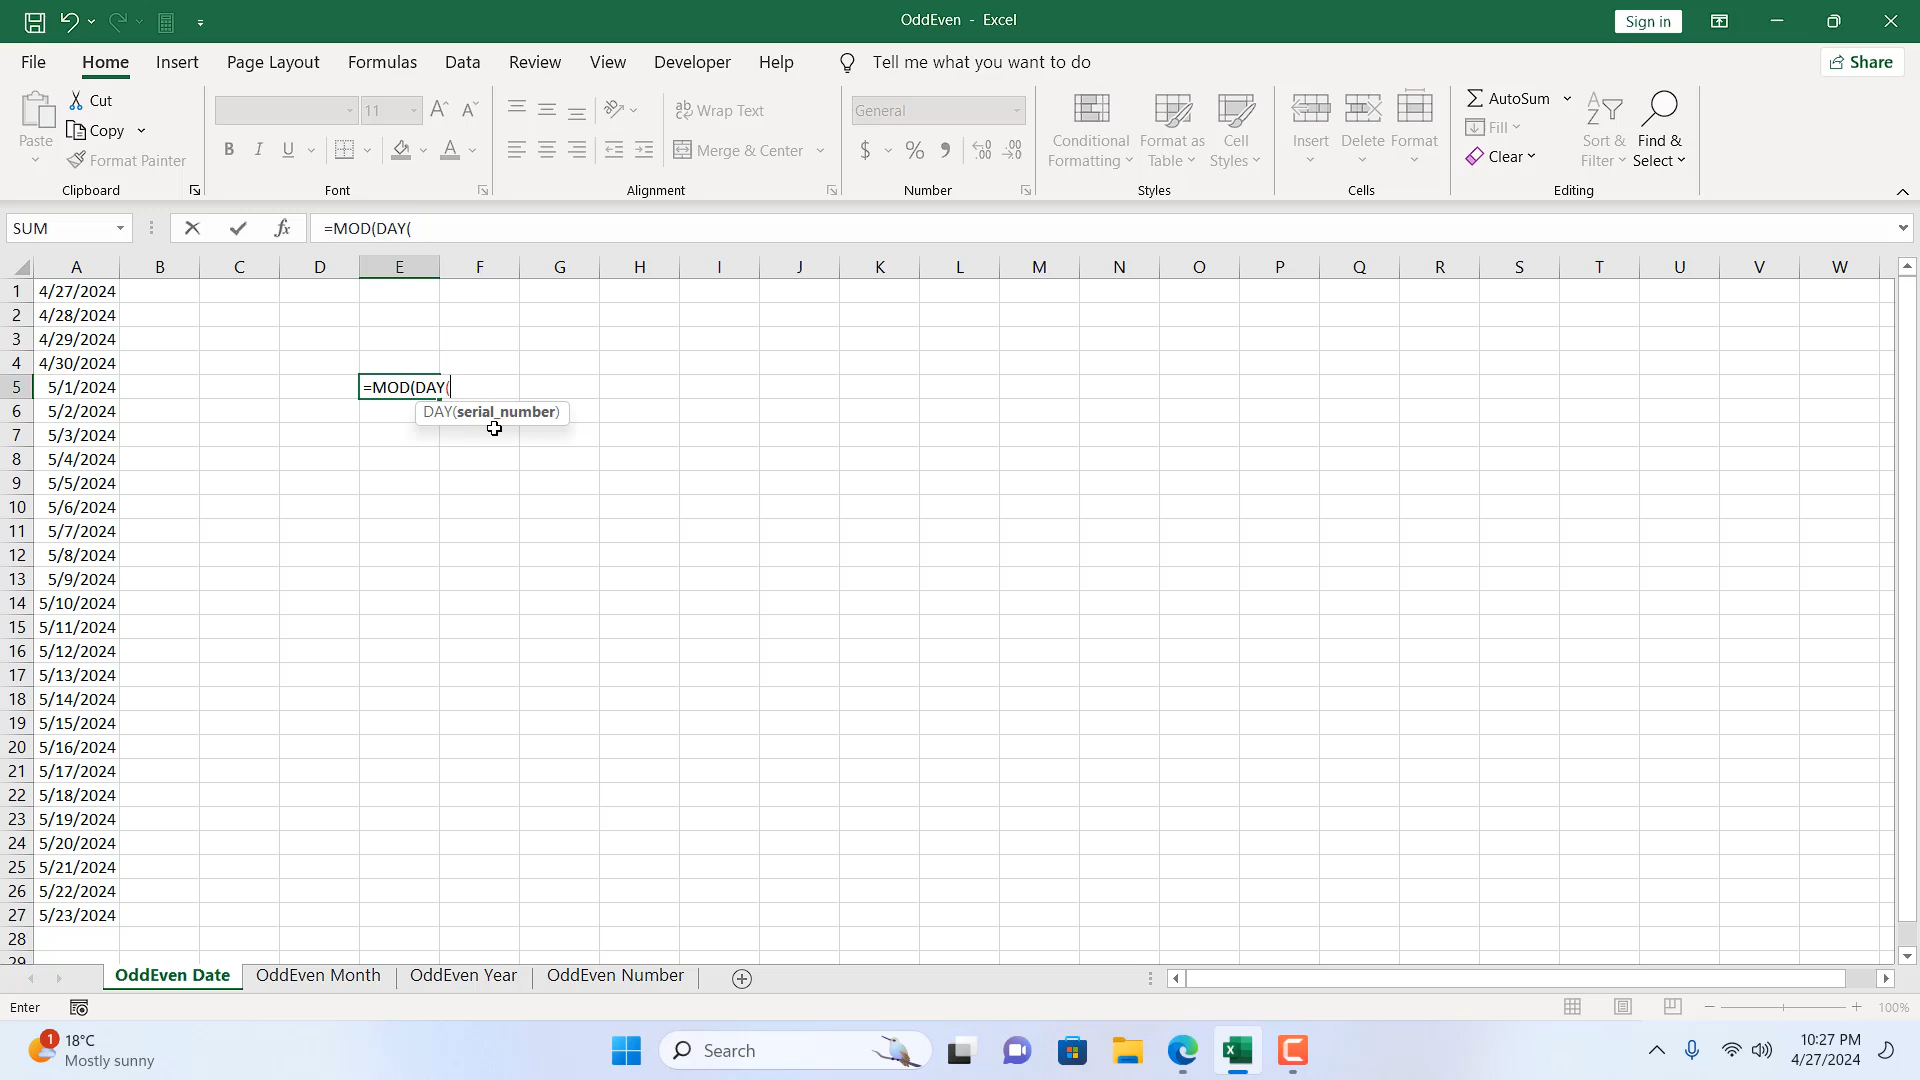 OddEven - Excel
Sign in
File Home Insert Page Layout Formulas Data Review View Developer Help Tell me what you want to do Share
Paste
Cut
Copy
Format Painter
Clipboard
11
B I U
Font
Wrap Text
Merge & Center
Alignment
General
$ % 9
Number
Conditional Formatting
Format as Table
Cell Styles
Styles
Insert
Delete
Format
Cells
AutoSum
Fill
Clear
Sort & Filter
Find & Select
Editing
SUM fx =MOD(DAY(
A B C D E F G H I J K L M N O P Q R S T U V W
1 4/27/2024
2 4/28/2024
3 4/29/2024
4 4/30/2024
5 5/1/2024 =MOD(DAY(
6 5/2/2024 DAY(serial_number)
7 5/3/2024
8 5/4/2024
9 5/5/2024
10 5/6/2024
11 5/7/2024
12 5/8/2024
13 5/9/2024
14 5/10/2024
15 5/11/2024
16 5/12/2024
17 5/13/2024
18 5/14/2024
19 5/15/2024
20 5/16/2024
21 5/17/2024
22 5/18/2024
23 5/19/2024
24 5/20/2024
25 5/21/2024
26 5/22/2024
27 5/23/2024
28
29
OddEven Date OddEven Month OddEven Year OddEven Number
Enter
100%
1
18°C
Mostly sunny
Search
10:27 PM
4/27/2024